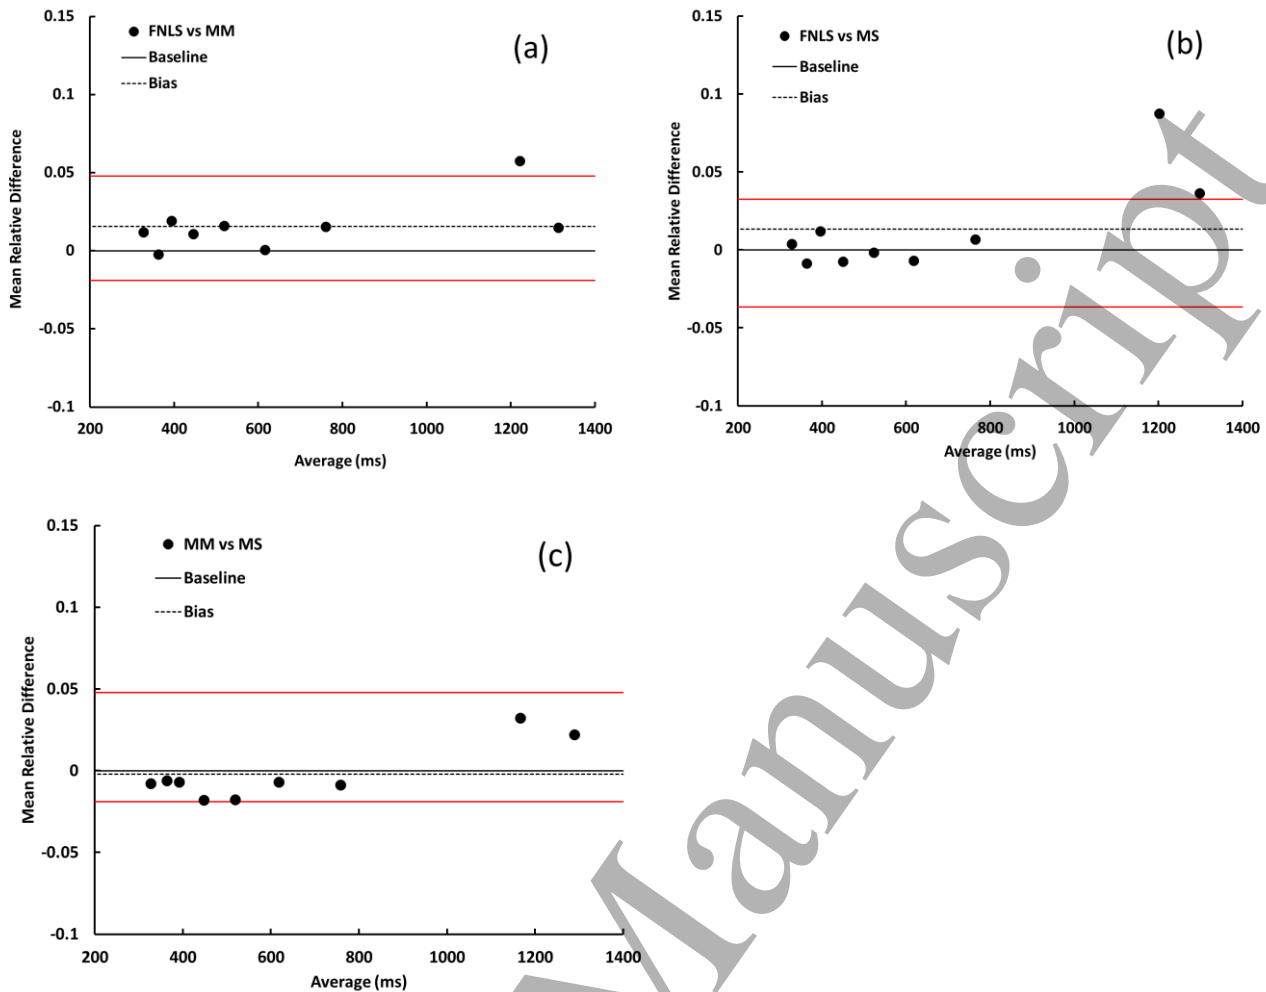 0.15
FNLS vs MM
Baseline
Bias
(a)
0.1
0.05
0
-0.05
-0.1
Mean Relative Difference
200 400 600 800 1000 1200 1400
Average (ms)
0.15
FNLS vs MS
Baseline
Bias
(b)
0.1
0.05
0
-0.05
-0.1
Mean Relative Difference
200 400 600 800 1000 1200 1400
Average (ms)
0.15
MM vs MS
Baseline
Bias
(c)
0.1
0.05
0
-0.05
-0.1
Mean Relative Difference
200 400 600 800 1000 1200 1400
Average (ms)
Manuscript